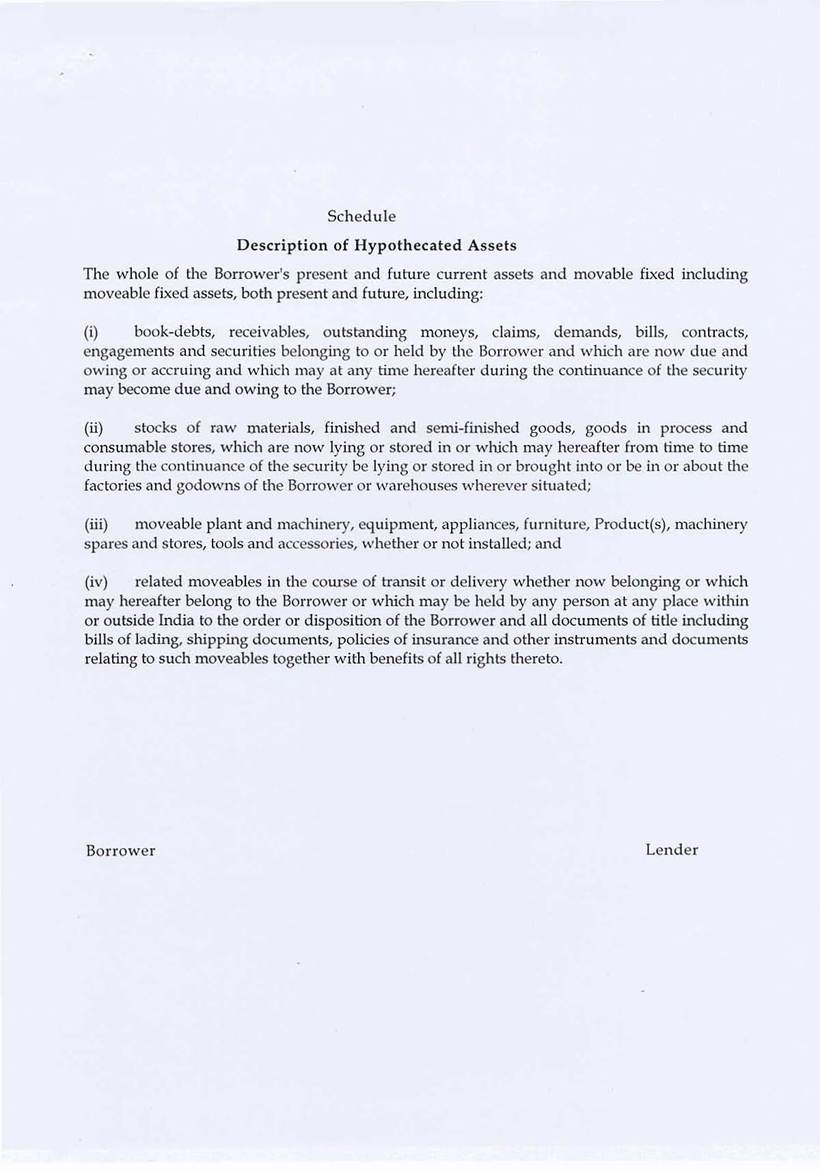 Schedule
Description of Hypothecated Assets
The whole of the Borrower's present and future current assets and movable fixed including
moveable fixed assets, both present and future, including:
(i) book-debts, receivables, outstanding moneys, claims, demands, bills, contracts,
engagements and securities belonging to or held by the Borrower and which are now due and
owing or accruing and which may at any time hereafter during the continuance of the security
may become due and owing to the Borrower;
(ii) stocks of raw materials, finished and semi-finished goods, goods in process and
consumable stores, which are now lying or stored in or which may hereafter from time to time
during the continuance of the security be lying or stored in or brought into or be in or about the
factories and godowns of the Borrower or warehouses wherever situated;
(iii) moveable plant and machinery, equipment, appliances, furniture, Product(s), machinery
spares and stores, tools and accessories, whether or not installed; and
(iv) related moveables in the course of transit or delivery whether now belonging or which
may hereafter belong to the Borrower or which may be held by any person at any place within
or outside India to the order or disposition of the Borrower and all documents of title including
bills of lading, shipping documents, policies of insurance and other instruments and documents
relating to such moveables together with benefits of all rights thereto.
Borrower Lender